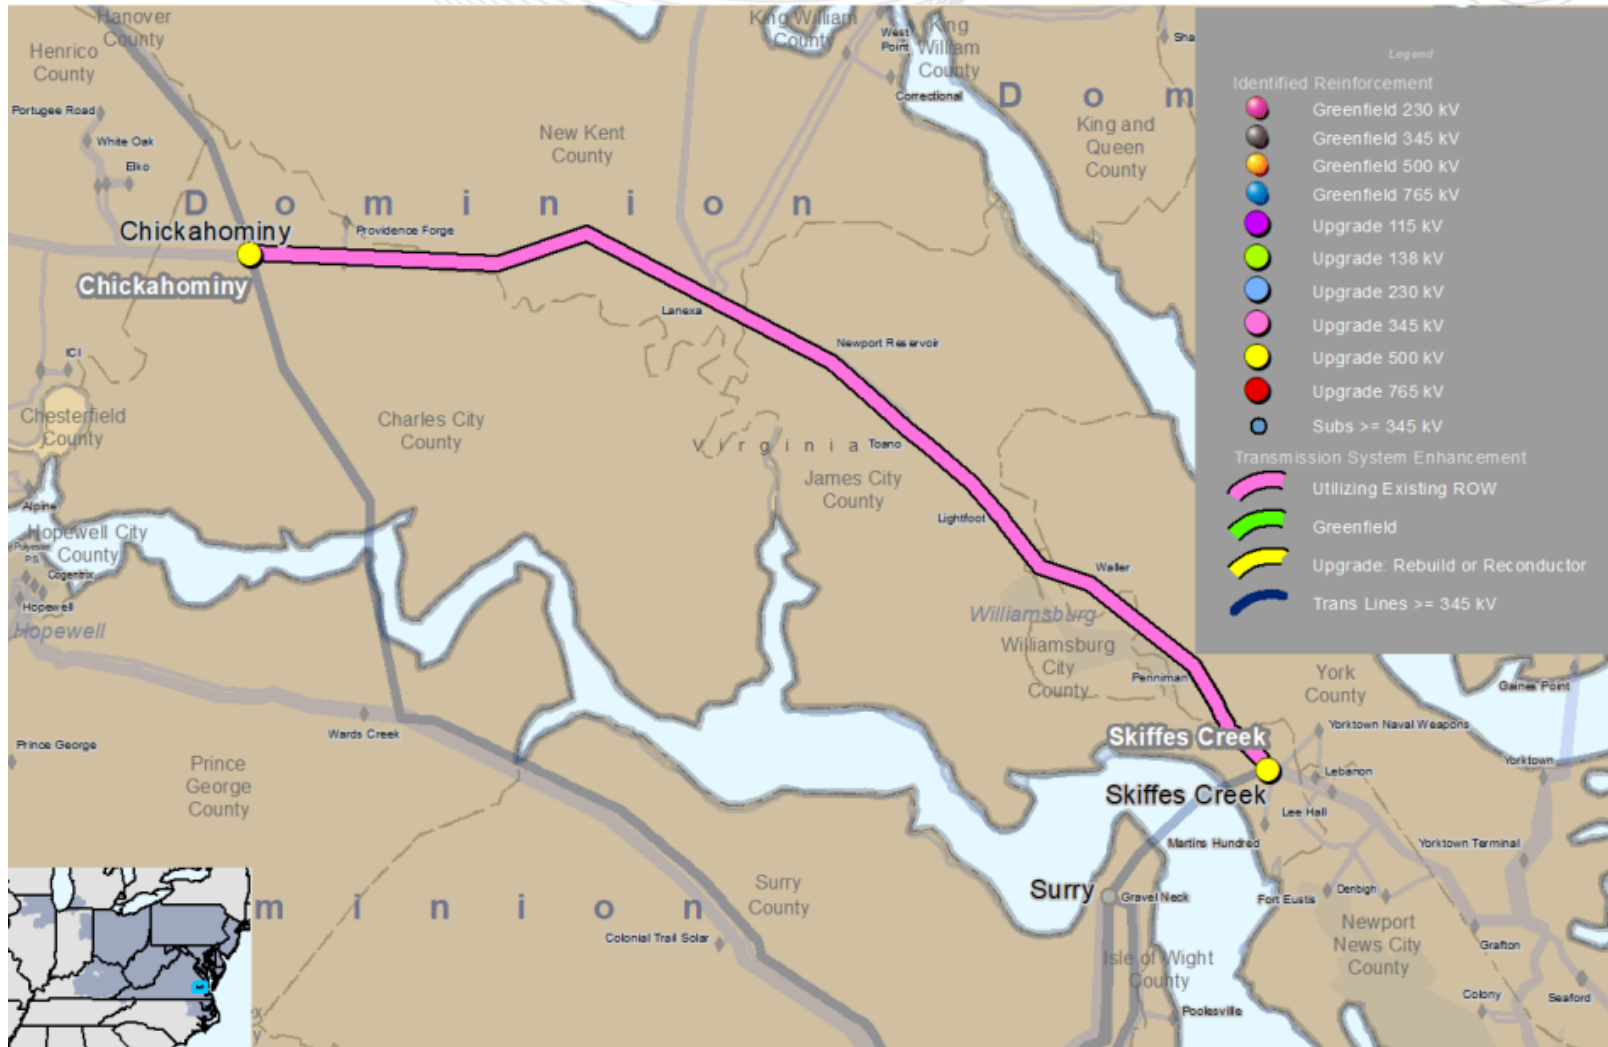 Hanover
County
Henrico
County
Portugee Road
White Oak
Elko
King William
County
West
Point
King
William
County
Correctional
Sha
New Kent
County
King and
Queen
County
D o m
D o m i n i o n
Chickahominy
Providence Forge
Chickahominy
Lanexa
Newport Reservoir
ICI
Chesterfield
County
Charles City
County
V i r g i n i a
Toano
James City
County
Lightfoot
Alpine
Hopewell City
County
Polyester
P.S.
Cogentrix
Hopewell
Hopewell
Waller
Williamsburg
Williamsburg
City
County
Penniman
York
County
Gaines Point
Yorktown Naval Weapons
Wards Creek
Prince George
Prince
George
County
Skiffes Creek
Skiffes Creek
Lebanon
Yorktown
Lee Hall
Martins Hundred
Yorktown Terminal
Surry
Gravel Neck
Denbigh
Fort Eustis
Surry
County
m i n i o n
Colonial Trail Solar
Newport
News City
County
Grafton
Isle of Wight
County
Colony
Seaford
Poolesville
Legend
Identified Reinforcement
Greenfield 230 kV
Greenfield 345 kV
Greenfield 500 kV
Greenfield 765 kV
Upgrade 115 kV
Upgrade 138 kV
Upgrade 230 kV
Upgrade 345 kV
Upgrade 500 kV
Upgrade 765 kV
Subs >= 345 kV
Transmission System Enhancement
Utilizing Existing ROW
Greenfield
Upgrade: Rebuild or Reconductor
Trans Lines >= 345 kV